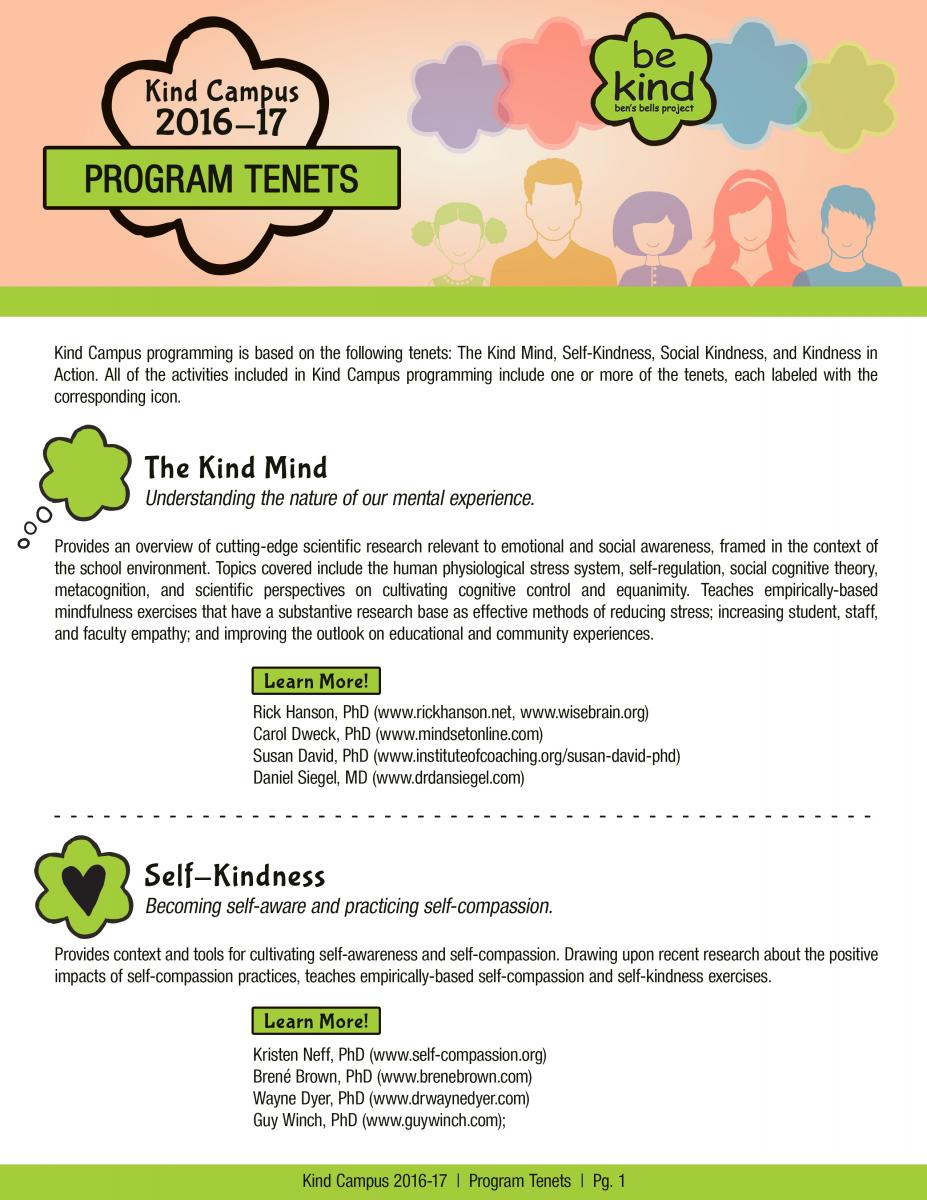 Kind Campus
2016–17
PROGRAM TENETS
be
kind
ben's bells project
Kind Campus programming is based on the following tenets: The Kind Mind, Self-Kindness, Social Kindness, and Kindness in
Action. All of the activities included in Kind Campus programming include one or more of the tenets, each labeled with the
corresponding icon.
The Kind Mind
Understanding the nature of our mental experience.
Provides an overview of cutting-edge scientific research relevant to emotional and social awareness, framed in the context of
the school environment. Topics covered include the human physiological stress system, self-regulation, social cognitive theory,
metacognition, and scientific perspectives on cultivating cognitive control and equanimity. Teaches empirically-based
mindfulness exercises that have a substantive research base as effective methods of reducing stress; increasing student, staff,
and faculty empathy; and improving the outlook on educational and community experiences.
Learn More!
Rick Hanson, PhD (www.rickhanson.net, www.wisebrain.org)
Carol Dweck, PhD (www.mindsetonline.com)
Susan David, PhD (www.instituteofcoaching.org/susan-david-phd)
Daniel Siegel, MD (www.drdansiegel.com)
Self–Kindness
Becoming self-aware and practicing self-compassion.
Provides context and tools for cultivating self-awareness and self-compassion. Drawing upon recent research about the positive
impacts of self-compassion practices, teaches empirically-based self-compassion and self-kindness exercises.
Learn More!
Kristen Neff, PhD (www.self-compassion.org)
Brené Brown, PhD (www.brenebrown.com)
Wayne Dyer, PhD (www.drwaynedyer.com)
Guy Winch, PhD (www.guywinch.com);
Kind Campus 2016-17 | Program Tenets | Pg. 1